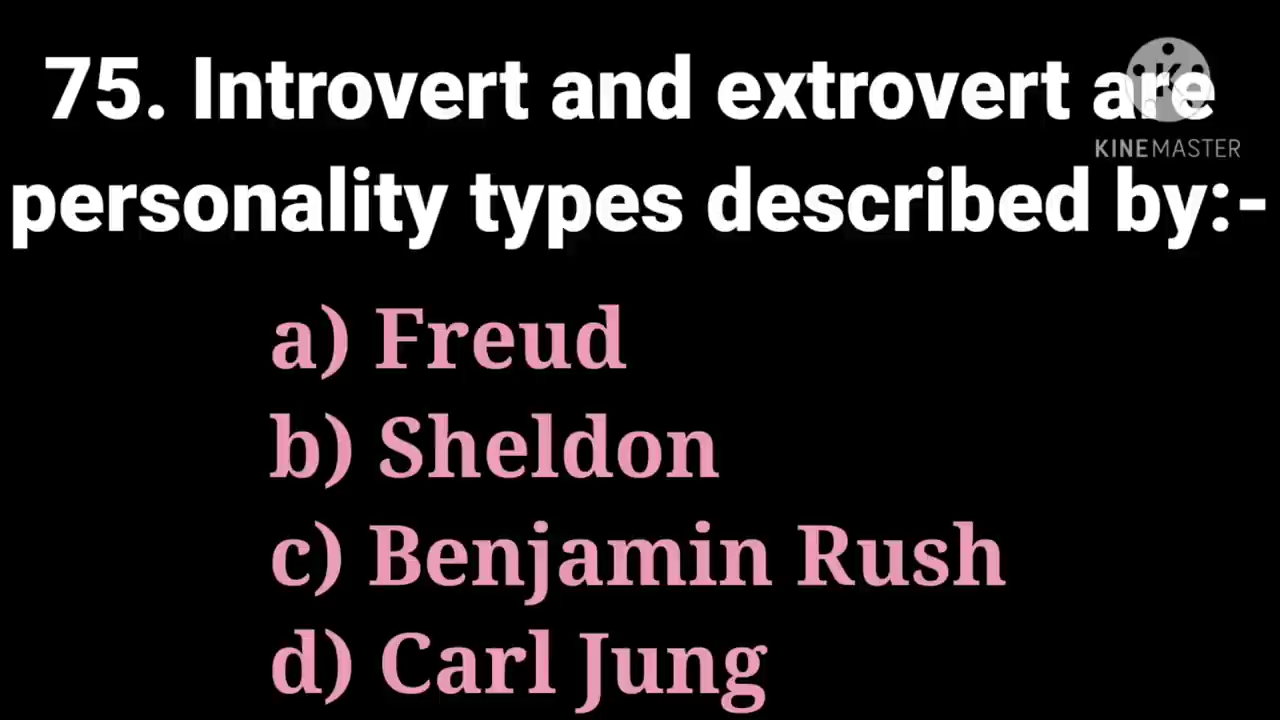 75. Introvert and extrovert are
KINEMASTER
personality types described by:-
a) Freud
b) Sheldon
c) Benjamin Rush
d) Carl Jung